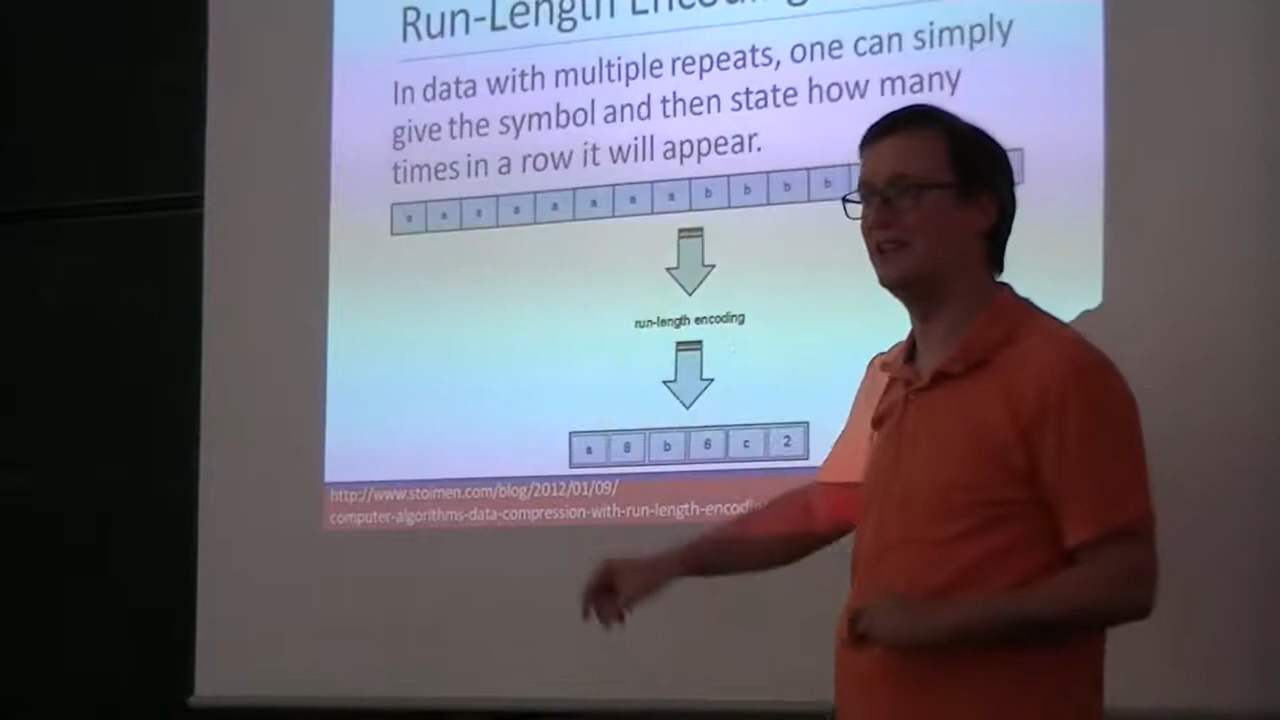 Run-Length Encoding
In data with multiple repeats, one can simply
give the symbol and then state how many
times in a row it will appear.
a a a a a a a a b b b b
run-length encoding
a 8 b 6 c 2
http://www.stoimen.com/blog/2012/01/09/
computer-algorithms-data-compression-with-run-length-encodin